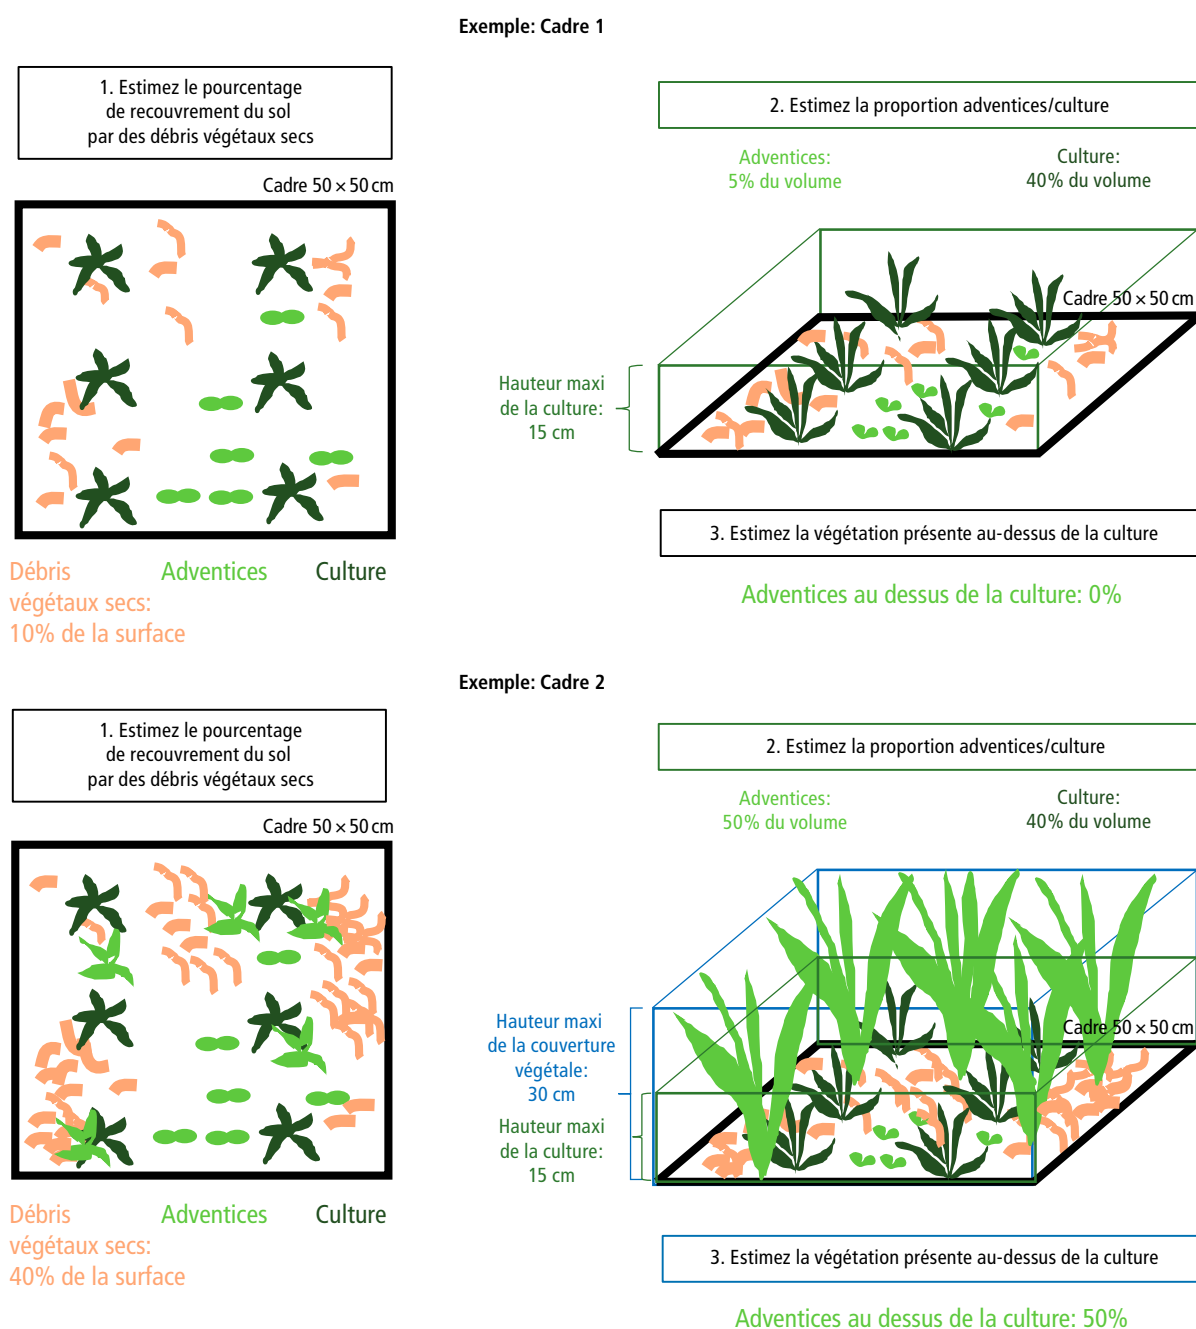 Exemple: Cadre 1
1. Estimez le pourcentage
de recouvrement du sol
par des débris végétaux secs
Cadre 50 × 50 cm
Débris
végétaux secs:
10% de la surface
Adventices
Culture
2. Estimez la proportion adventices/culture
Adventices:
5% du volume
Culture:
40% du volume
Cadre 50 × 50 cm
Hauteur maxi
de la culture:
15 cm
3. Estimez la végétation présente au-dessus de la culture
Adventices au dessus de la culture: 0%
Exemple: Cadre 2
1. Estimez le pourcentage
de recouvrement du sol
par des débris végétaux secs
Cadre 50 × 50 cm
Débris
végétaux secs:
40% de la surface
Adventices
Culture
2. Estimez la proportion adventices/culture
Adventices:
50% du volume
Culture:
40% du volume
Cadre 50 × 50 cm
Hauteur maxi
de la couverture
végétale:
30 cm
Hauteur maxi
de la culture:
15 cm
3. Estimez la végétation présente au-dessus de la culture
Adventices au dessus de la culture: 50%